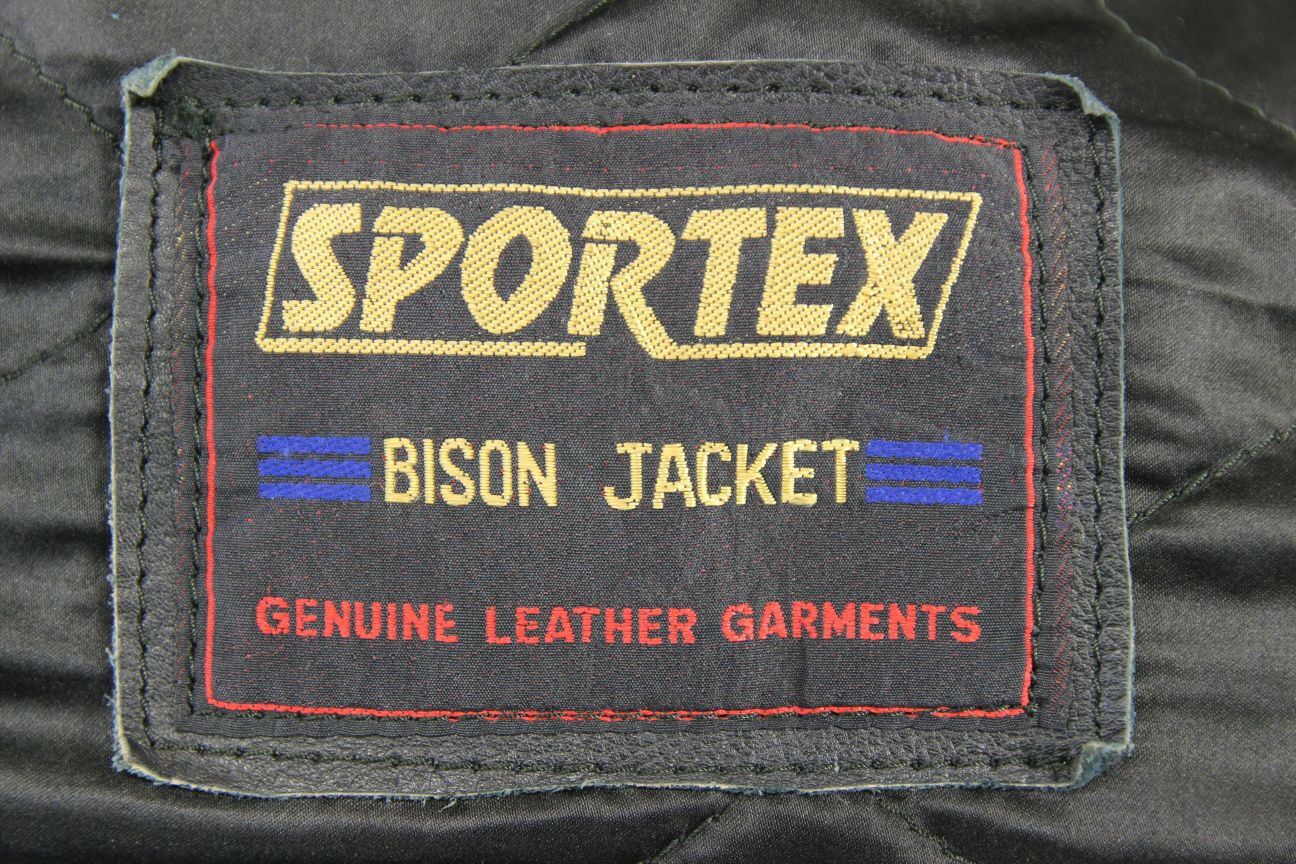 SPORTEX
BISON JACKET
GENUINE LEATHER GARMENTS